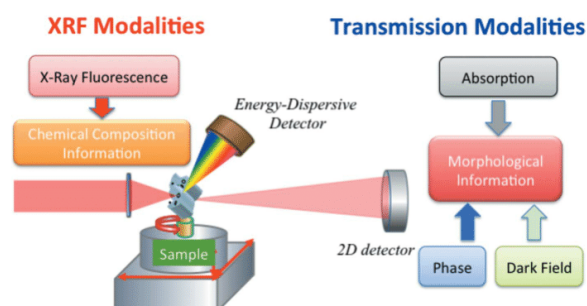 XRF Modalities
Transmission Modalities
X-Ray Fluorescence
Chemical Composition
Information
Energy-Dispersive
Detector
Absorption
Morphological
Information
Sample
2D detector
Phase
Dark Field